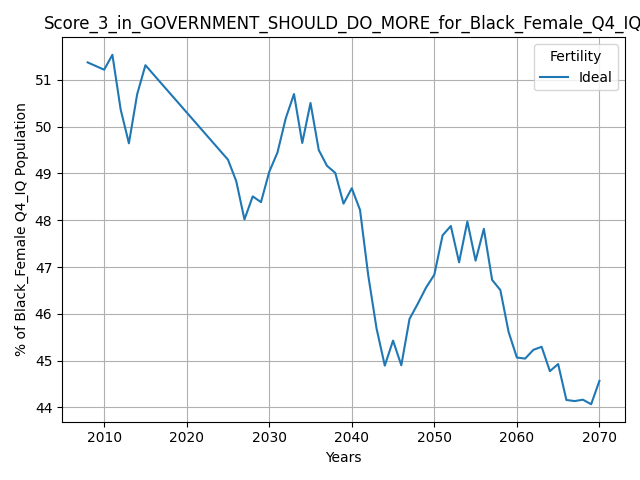 Score_3_in_GOVERNMENT_SHOULD_DO_MORE_for_Black_Female_Q4_IQ
Fertility
Ideal
% of Black_Female Q4_IQ Population
51
50
49
48
47
46
45
44
2010 2020 2030 2040 2050 2060 2070
Years